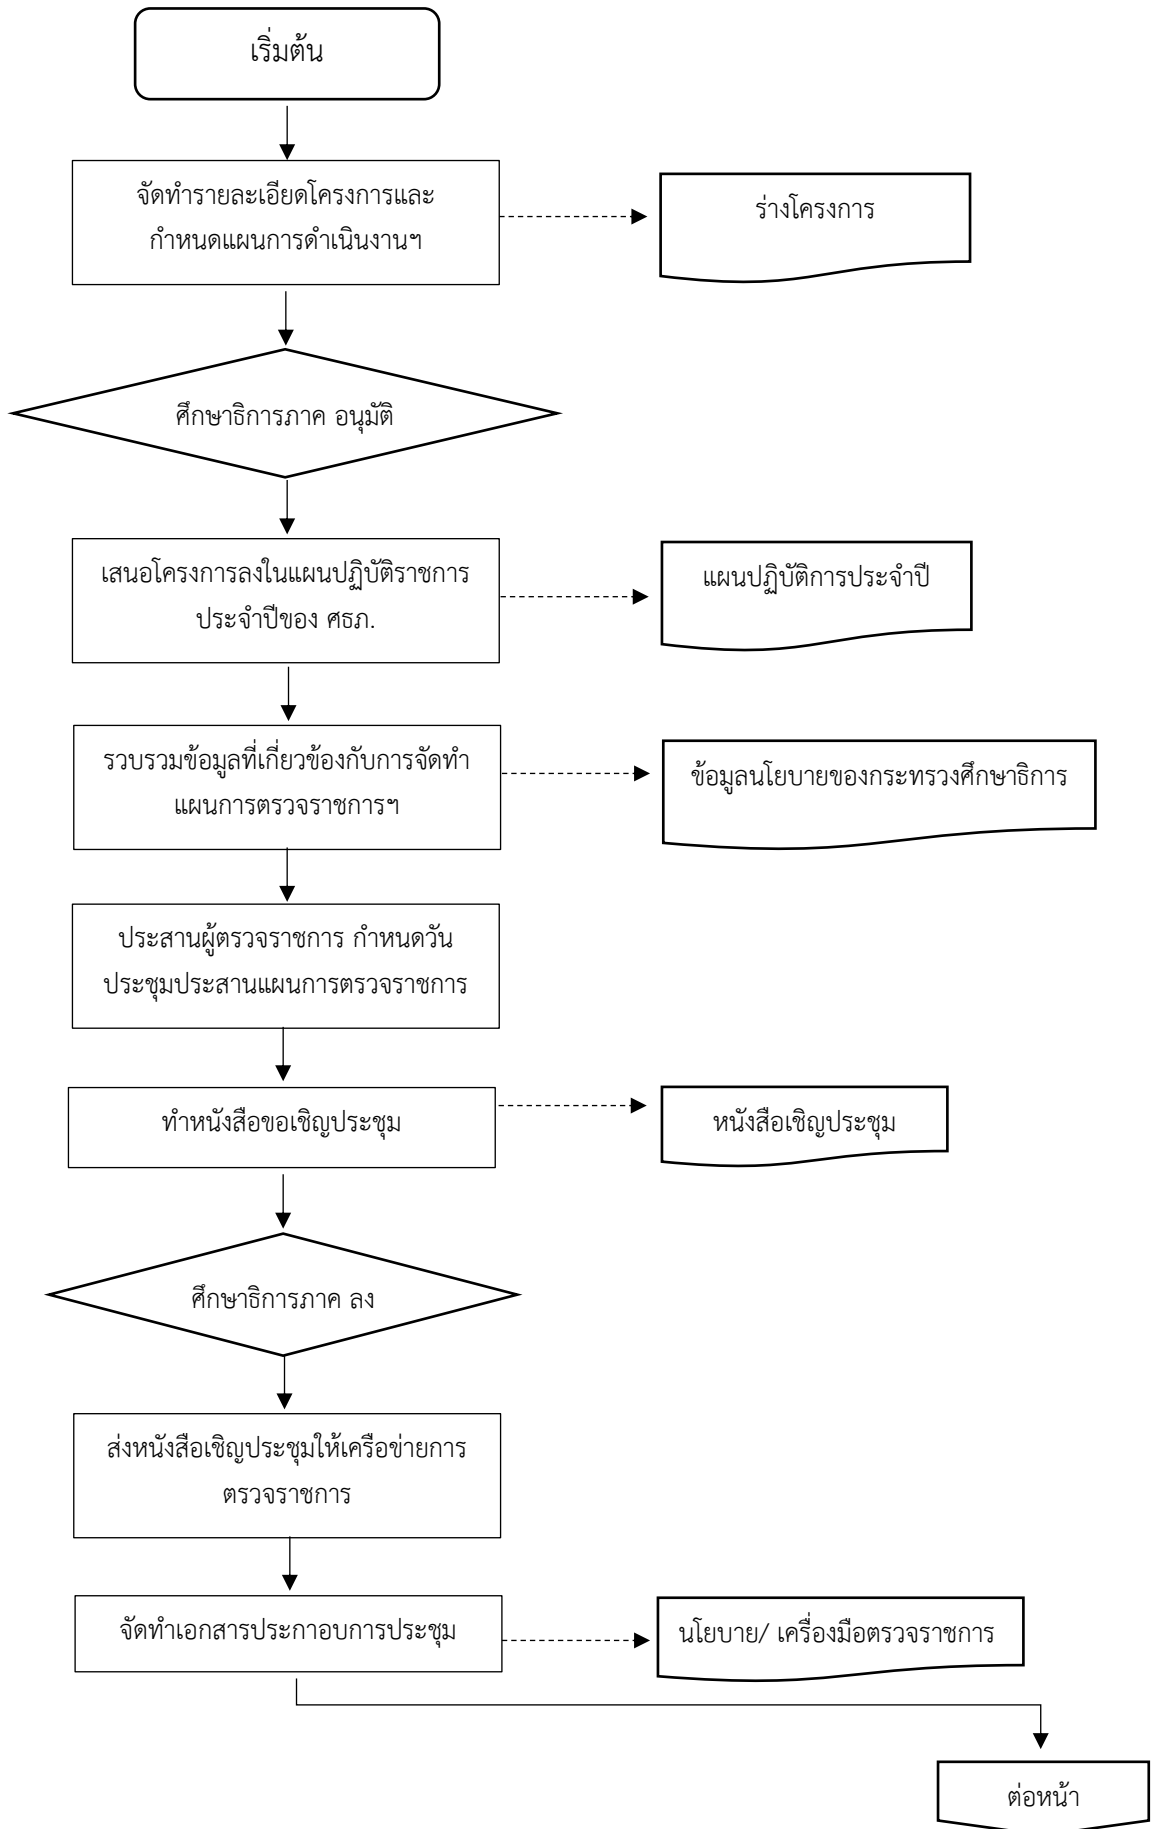 เริ่มต้น
จัดทำรายละเอียดโครงการและ
กำหนดแผนการดำเนินงานฯ
ร่างโครงการ
ศึกษาธิการภาค อนุมัติ
เสนอโครงการลงในแผนปฏิบัติราชการ
ประจำปีของ ศธภ.
แผนปฏิบัติการประจำปี
รวบรวมข้อมูลที่เกี่ยวข้องกับการจัดทำ
แผนการตรวจราชการฯ
ข้อมูลนโยบายของกระทรวงศึกษาธิการ
ประสานผู้ตรวจราชการ กำหนดวัน
ประชุมประสานแผนการตรวจราชการ
ทำหนังสือขอเชิญประชุม
หนังสือเชิญประชุม
ศึกษาธิการภาค ลง
ส่งหนังสือเชิญประชุมให้เครือข่ายการ
ตรวจราชการ
จัดทำเอกสารประกาอบการประชุม
นโยบาย/ เครื่องมือตรวจราชการ
ต่อหน้า